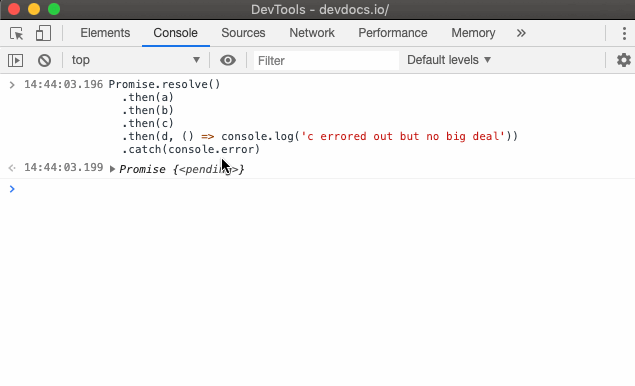 DevTools - devdocs.io/
Elements Console Sources Network Performance Memory »
top ▼ Filter Default levels ▼
> 14:44:03.196 Promise.resolve()
.then(a)
.then(b)
.then(c)
.then(d, () => console.log('c errored out but no big deal'))
.catch(console.error)
14:44:03.199 ▶ Promise {<pending>}
>